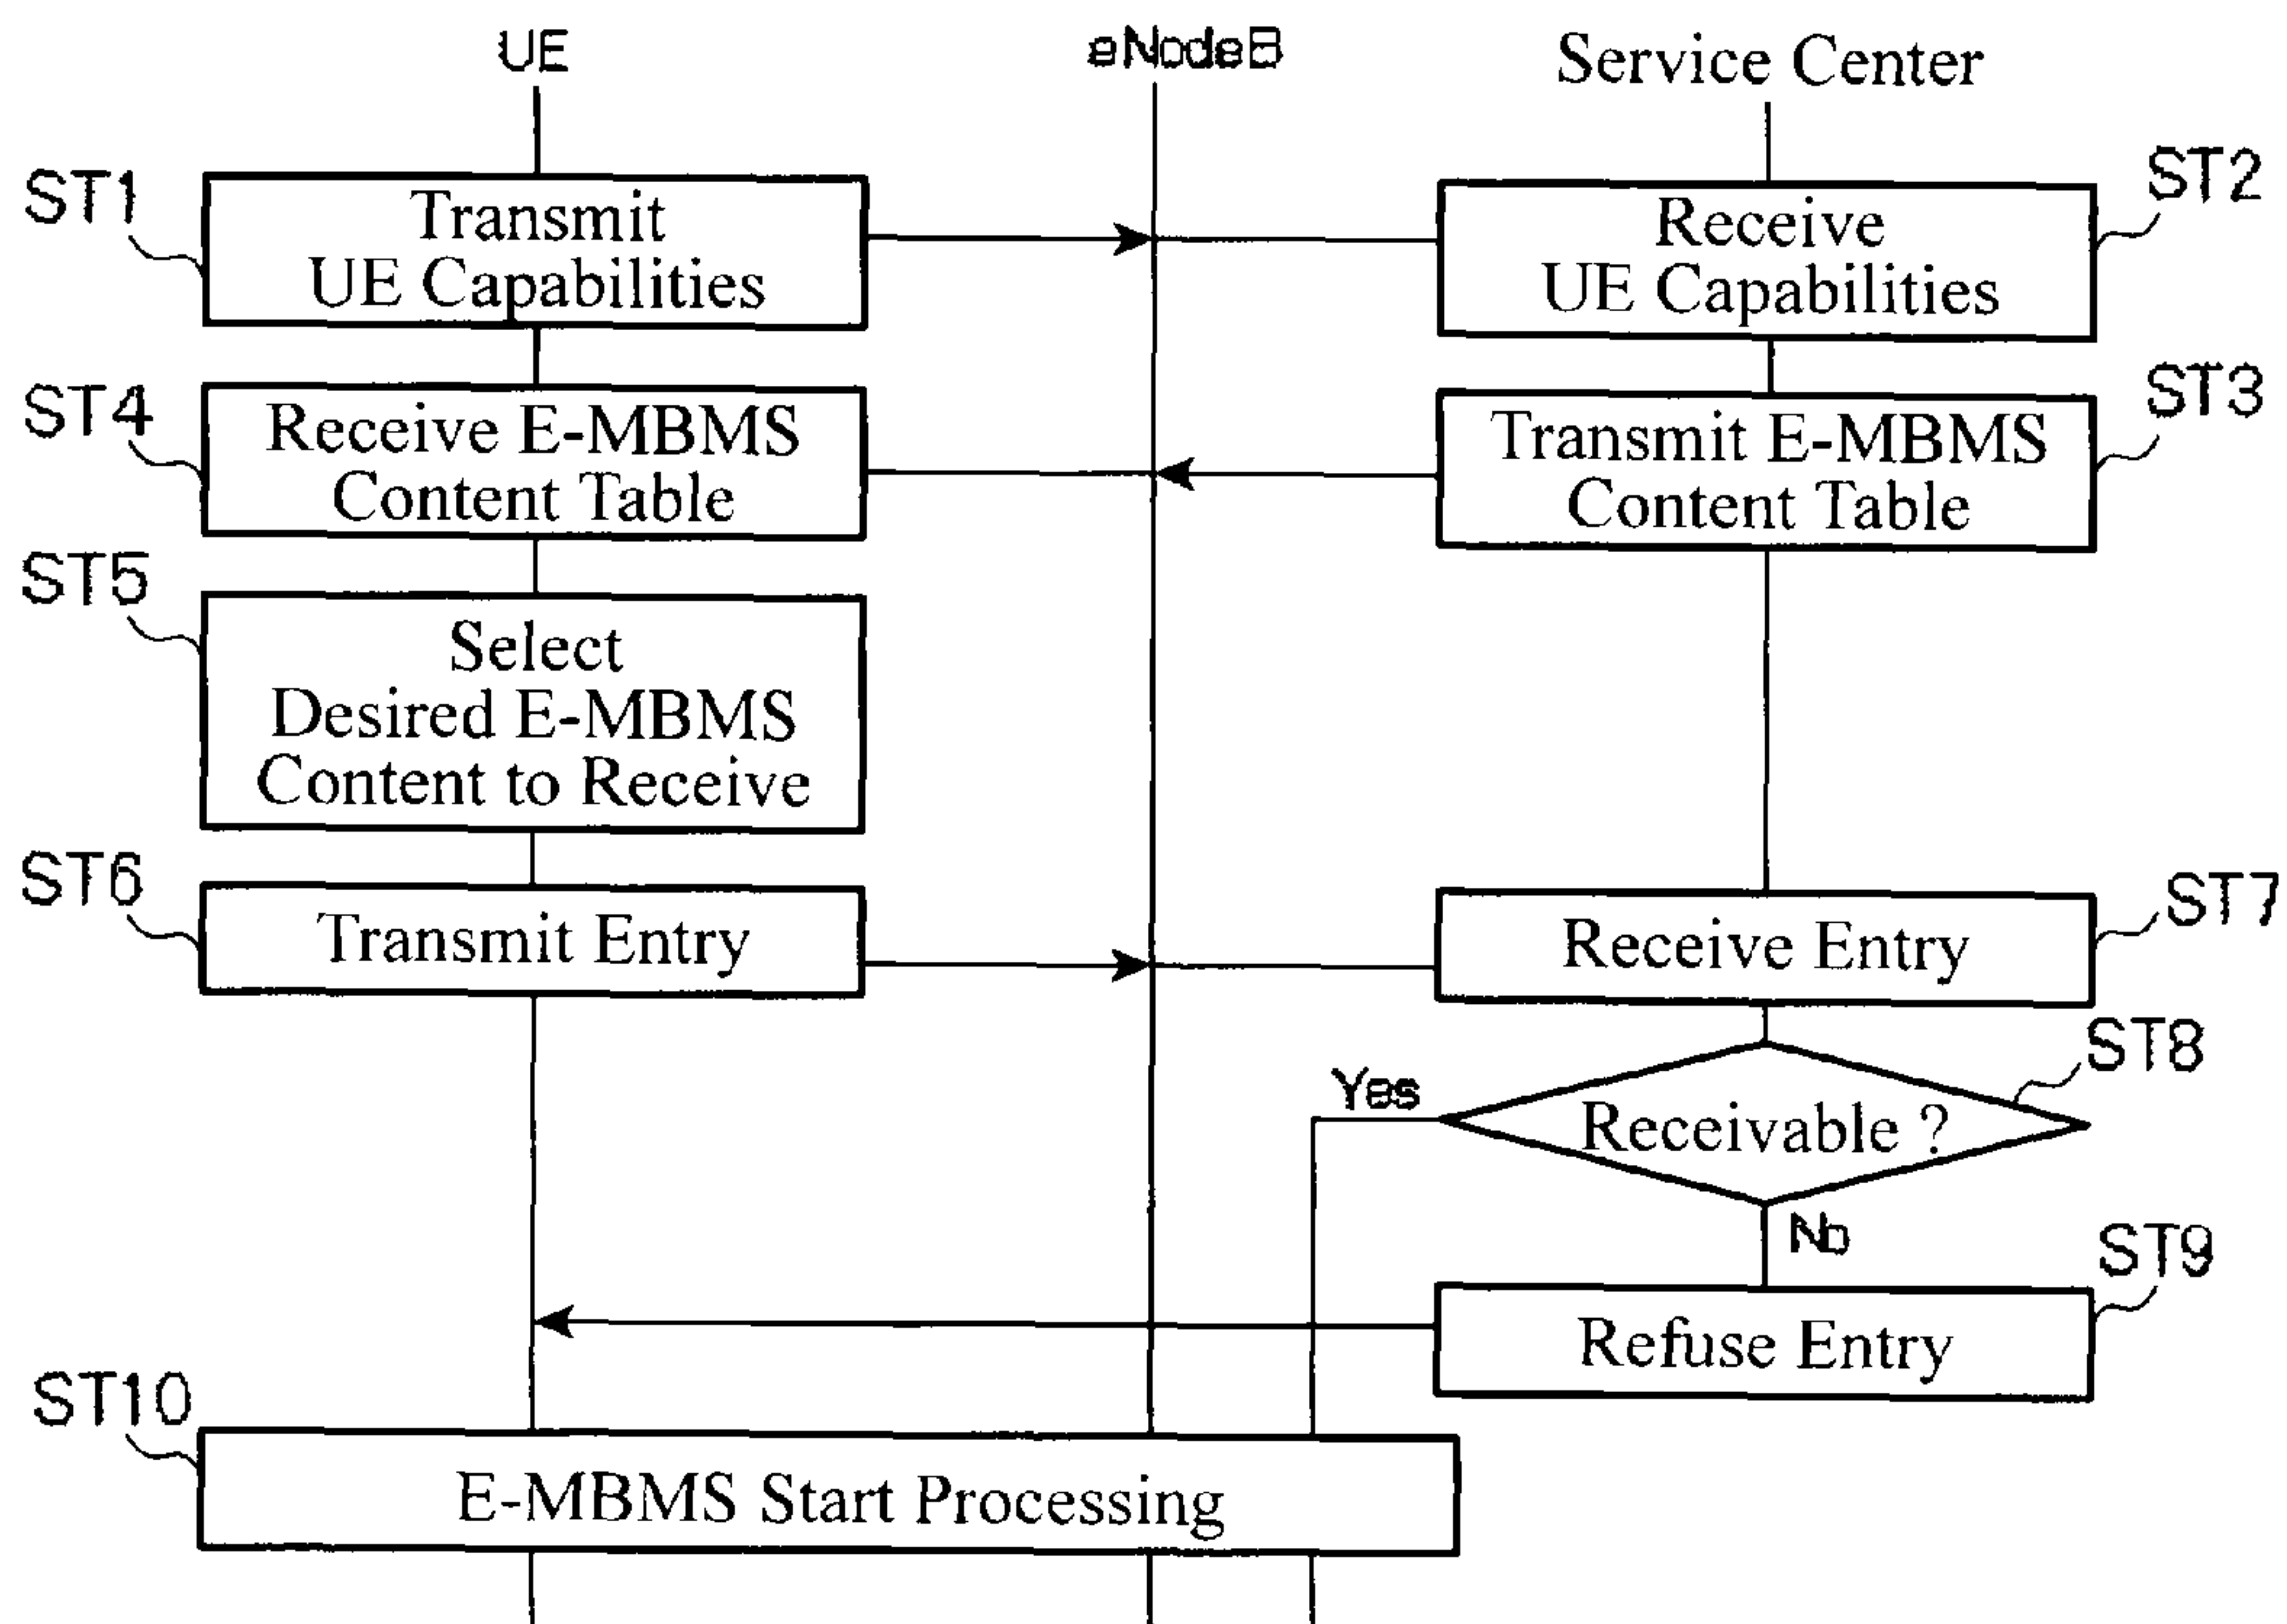 UE
eNodeB
Service Center
ST1
Transmit
UE Capabilities
ST2
Receive
UE Capabilities
ST4
Receive E-MBMS
Content Table
ST3
Transmit E-MBMS
Content Table
ST5
Select
Desired E-MBMS
Content to Receive
ST6
Transmit Entry
ST7
Receive Entry
ST8
Yes
Receivable ?
No
ST9
Refuse Entry
ST10
E-MBMS Start Processing